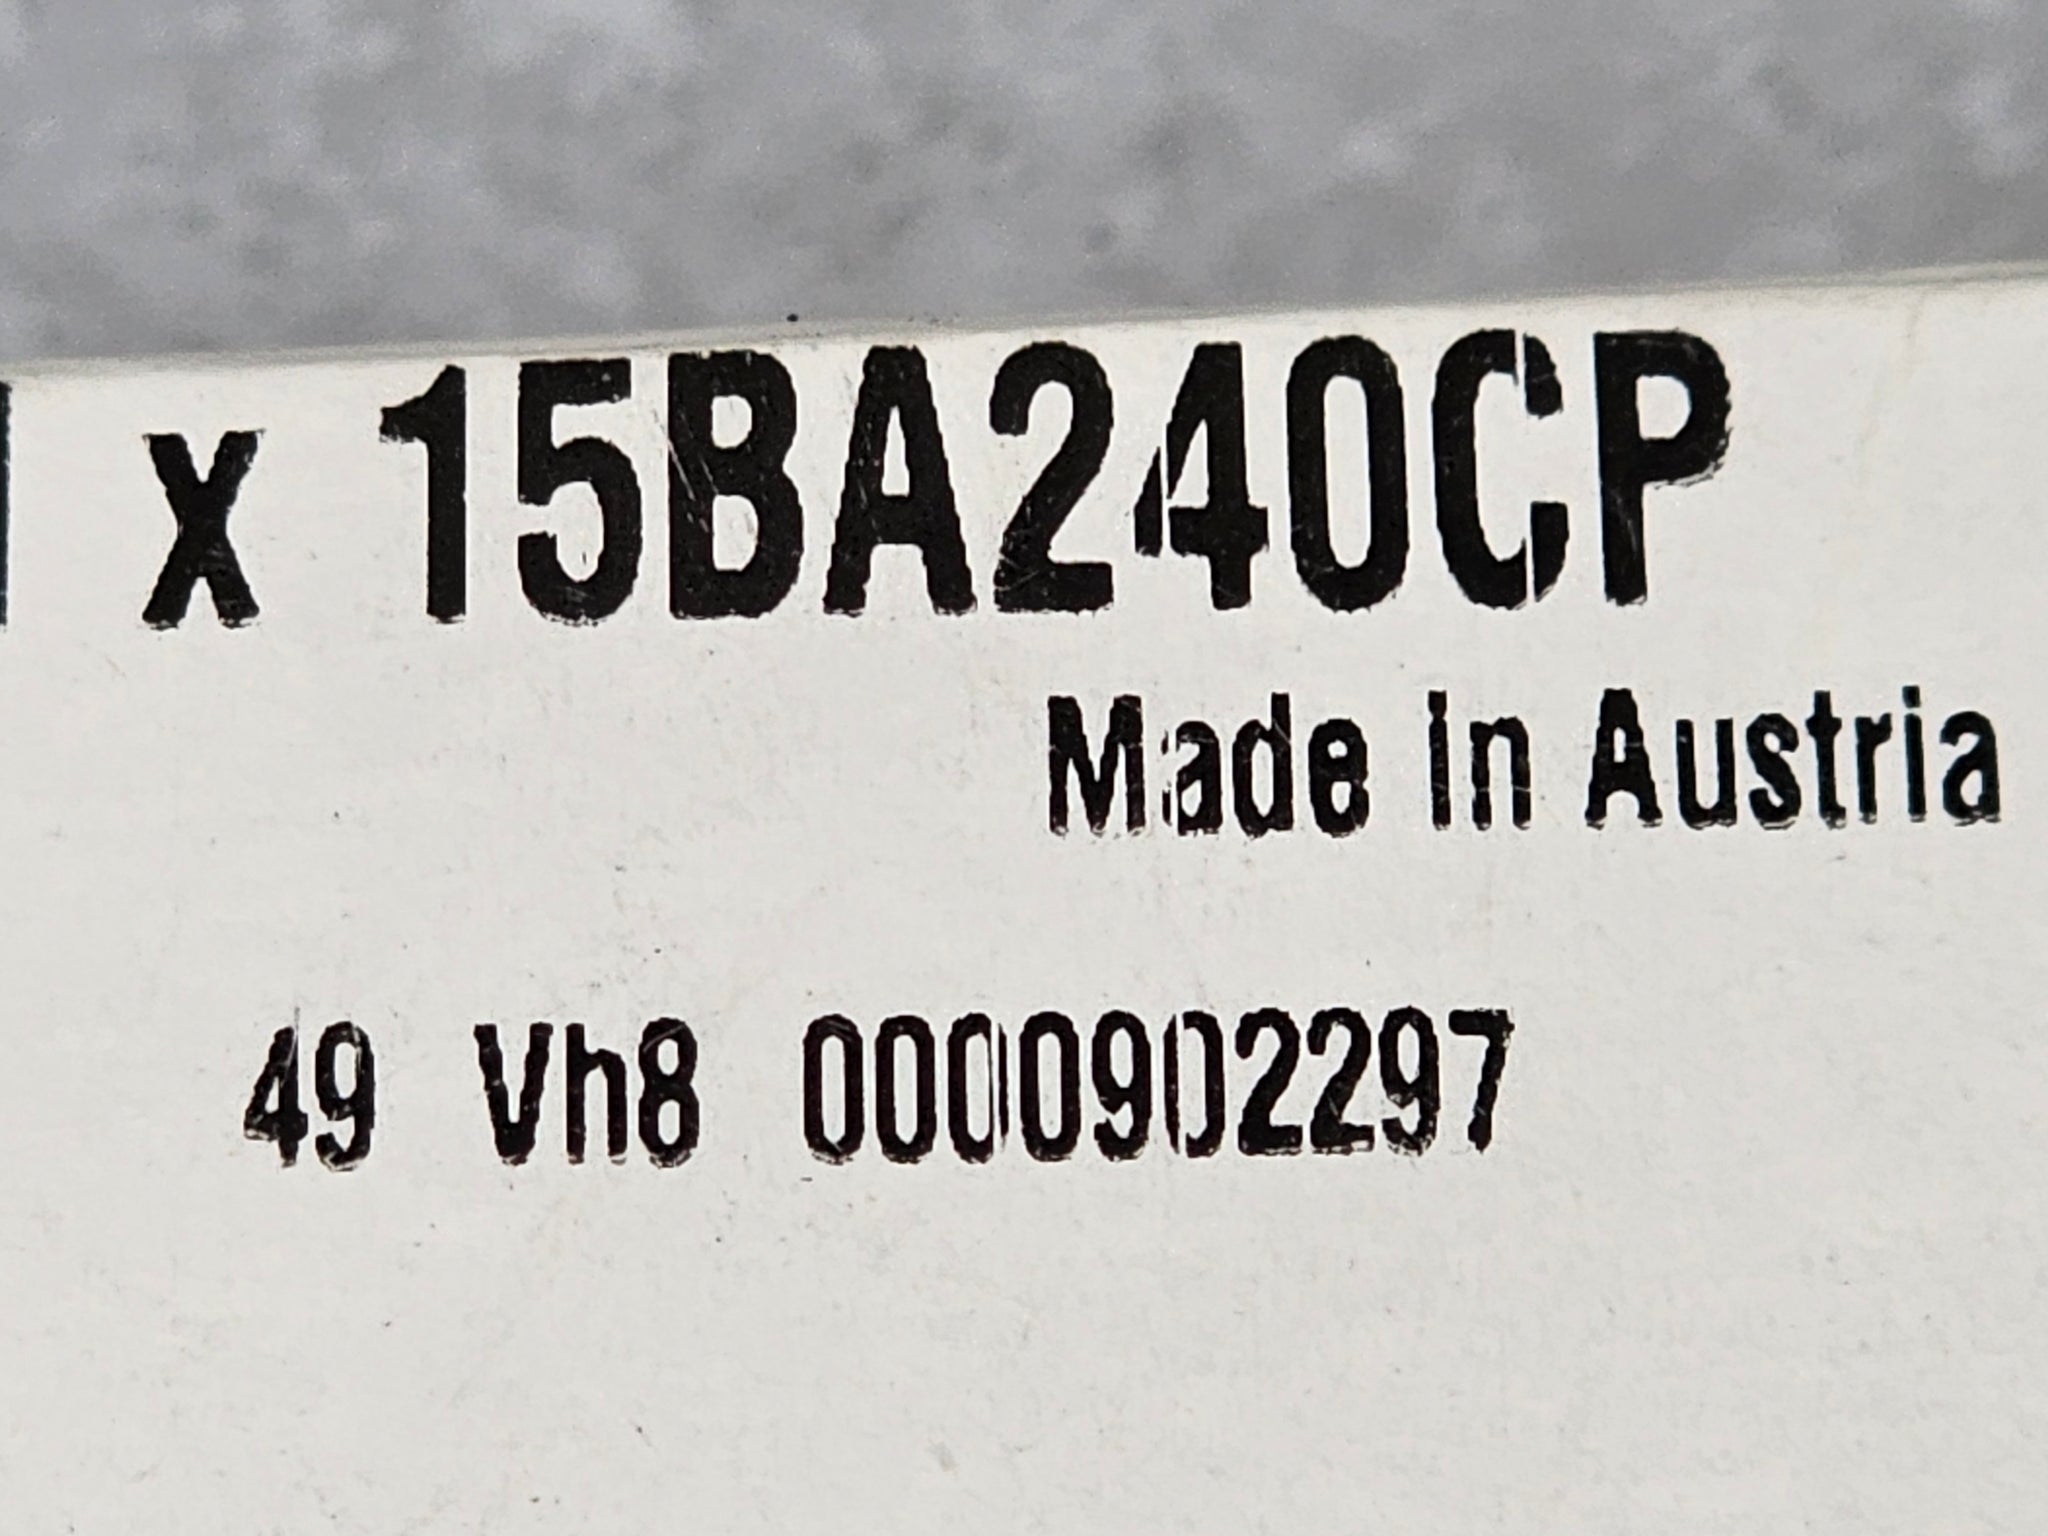 x 15BA240CP
Made in Austria
49 Vh8 0000902297